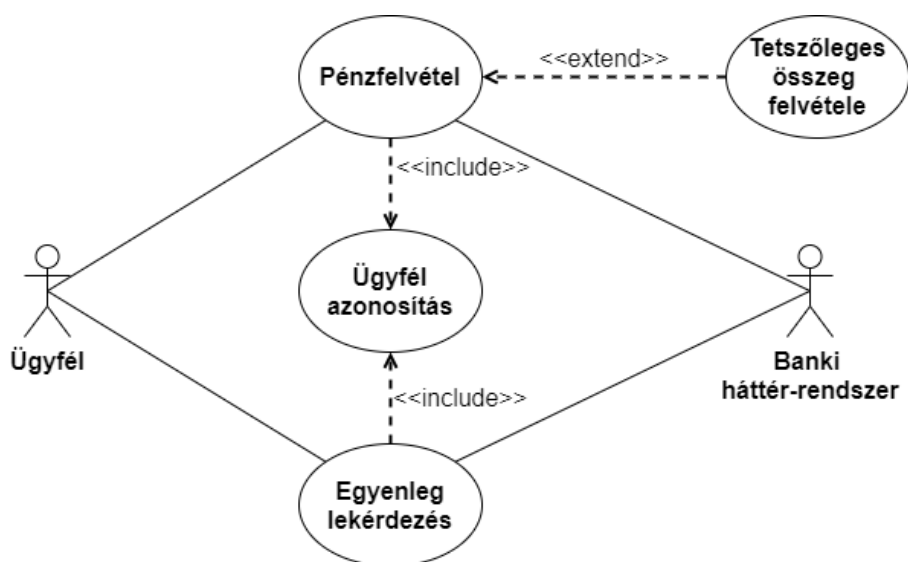 Pénzfelvétel
<<extend>>
Tetszőleges
összeg
felvétele
<<include>>
Ügyfél
azonosítás
Ügyfél
Banki
háttér-rendszer
<<include>>
Egyenleg
lekérdezés